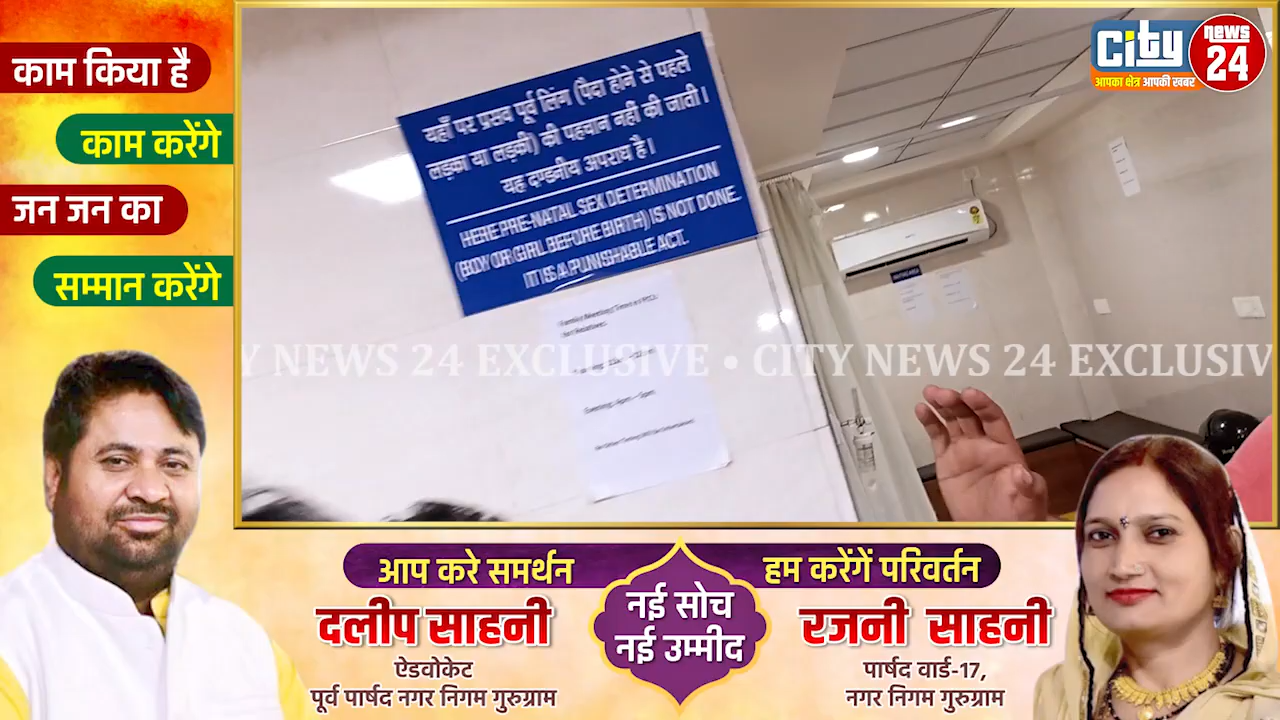 काम किया है
काम करेंगे
जन जन का
सम्मान करेंगे
City
news
24
आपका क्षेत्र आपकी खबर
यहाँ पर प्रसव पूर्व लिंग (पैदा होने से पहले
लड़का या लड़की) की पहचान नहीं की जाती।
यह दण्डनीय अपराध है।
HERE PRE-NATAL SEX DETERMINATION
(BOY OR GIRL BEFORE BIRTH) IS NOT DONE.
IT IS A PUNISHABLE ACT.
Y NEWS 24 EXCLUSIVE • CITY NEWS 24 EXCLUSIV
आप करे समर्थन
हम करेंगें परिवर्तन
दलीप साहनी
ऐडवोकेट
पूर्व पार्षद नगर निगम गुरुग्राम
नई सोच
नई उम्मीद
रजनी साहनी
पार्षद वार्ड-17,
नगर निगम गुरुग्राम